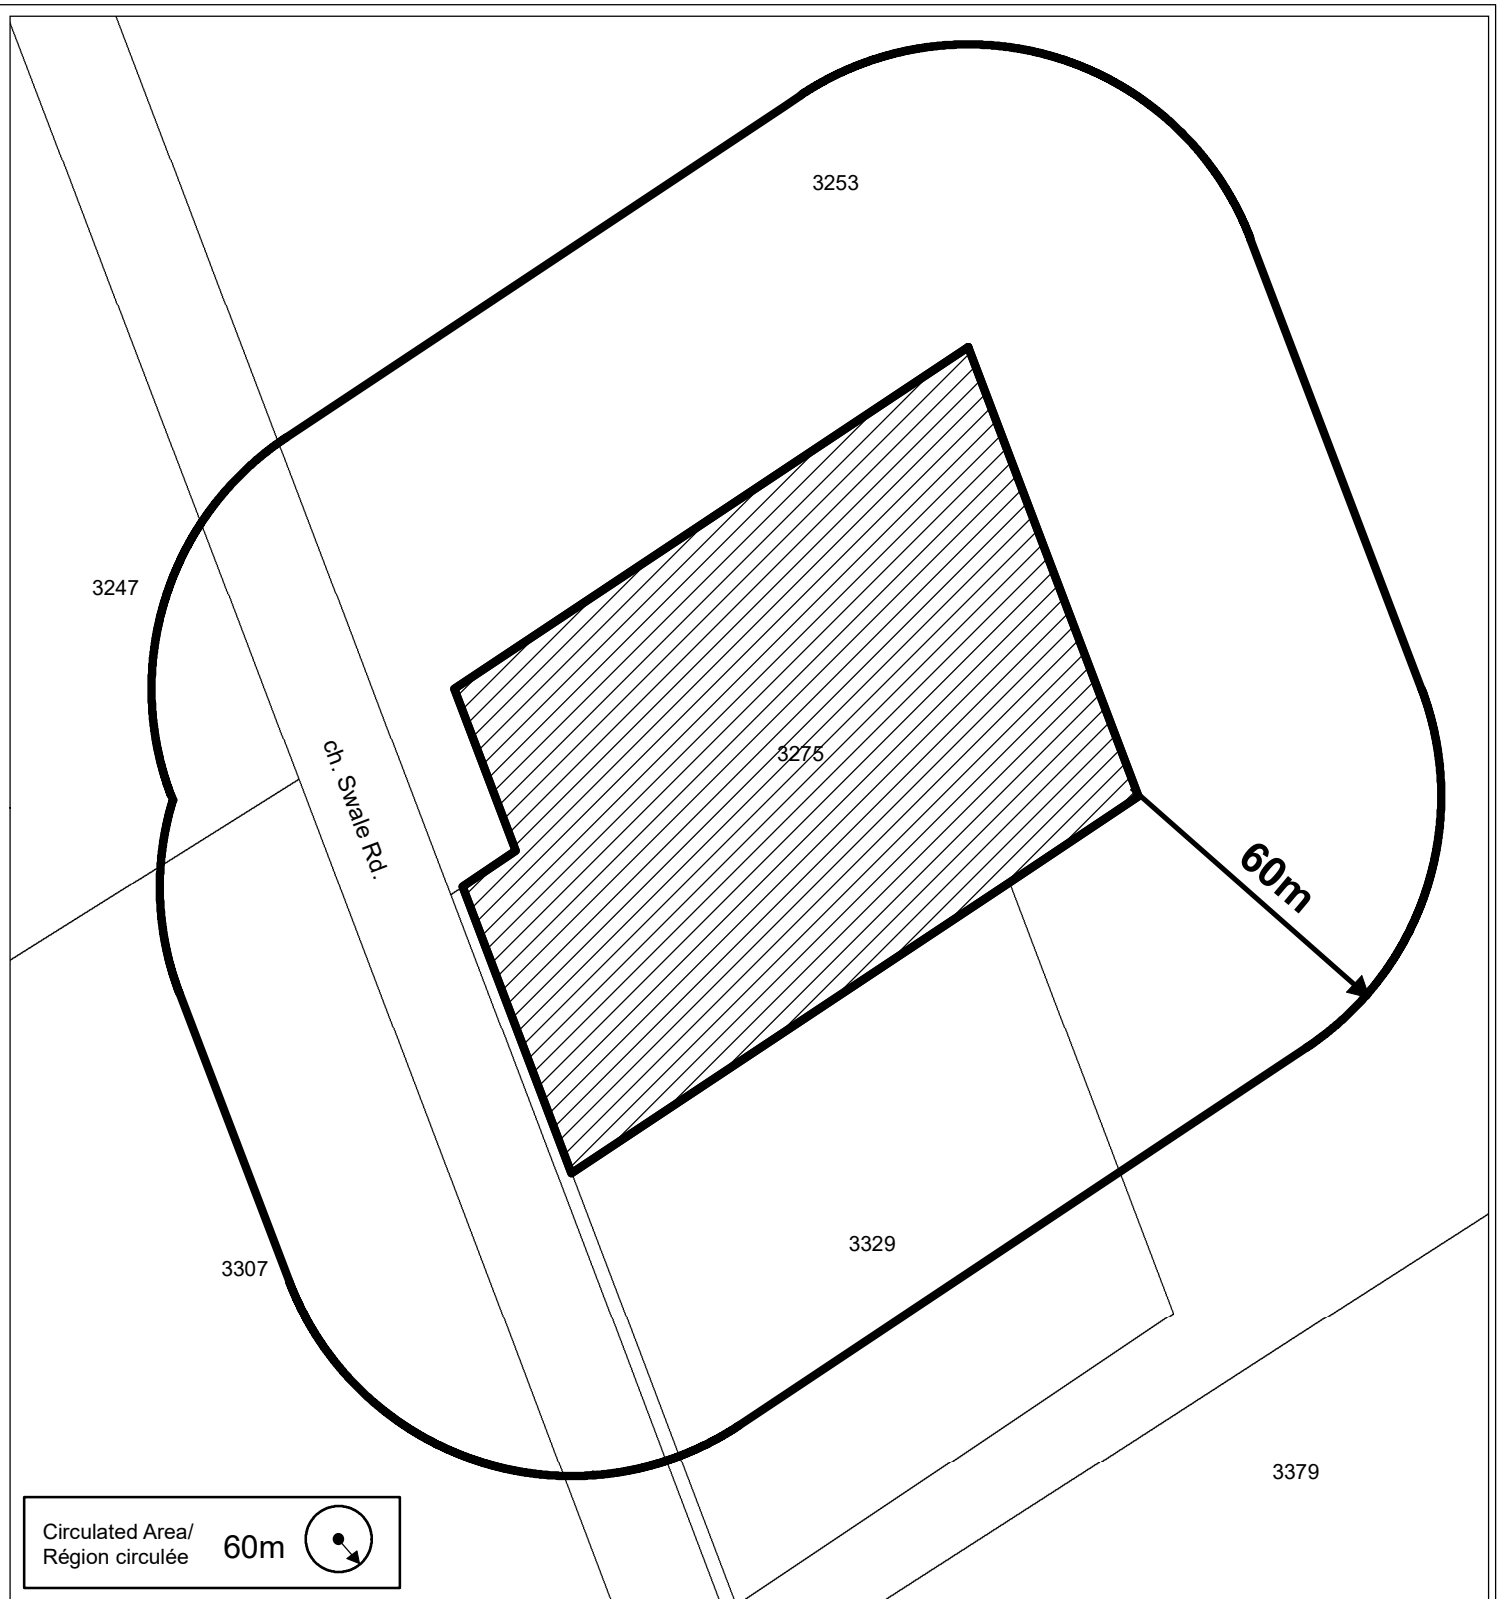 3253
3247
ch. Swale Rd.
3275
60m
3329
3307
3379
Circulated Area/
Région circulée
60m